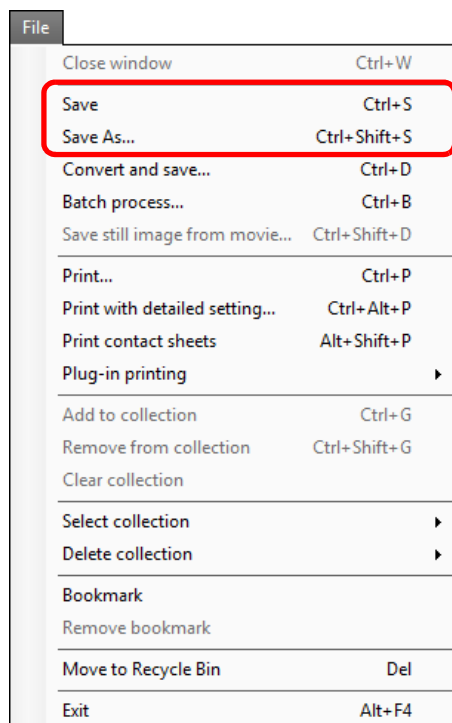 File
Close window Ctrl+W
Save Ctrl+S
Save As... Ctrl+Shift+S
Convert and save... Ctrl+D
Batch process... Ctrl+B
Save still image from movie... Ctrl+Shift+D
Print... Ctrl+P
Print with detailed setting... Ctrl+Alt+P
Print contact sheets Alt+Shift+P
Plug-in printing
Add to collection Ctrl+G
Remove from collection Ctrl+Shift+G
Clear collection
Select collection
Delete collection
Bookmark
Remove bookmark
Move to Recycle Bin Del
Exit Alt+F4